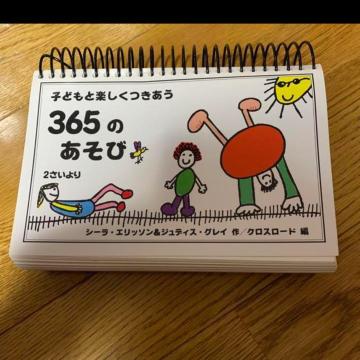 子どもと楽しくつきあう
365の
あそび
2さいより
シーラ・エリッソン&ジュディス・グレイ 作/クロスロード 編